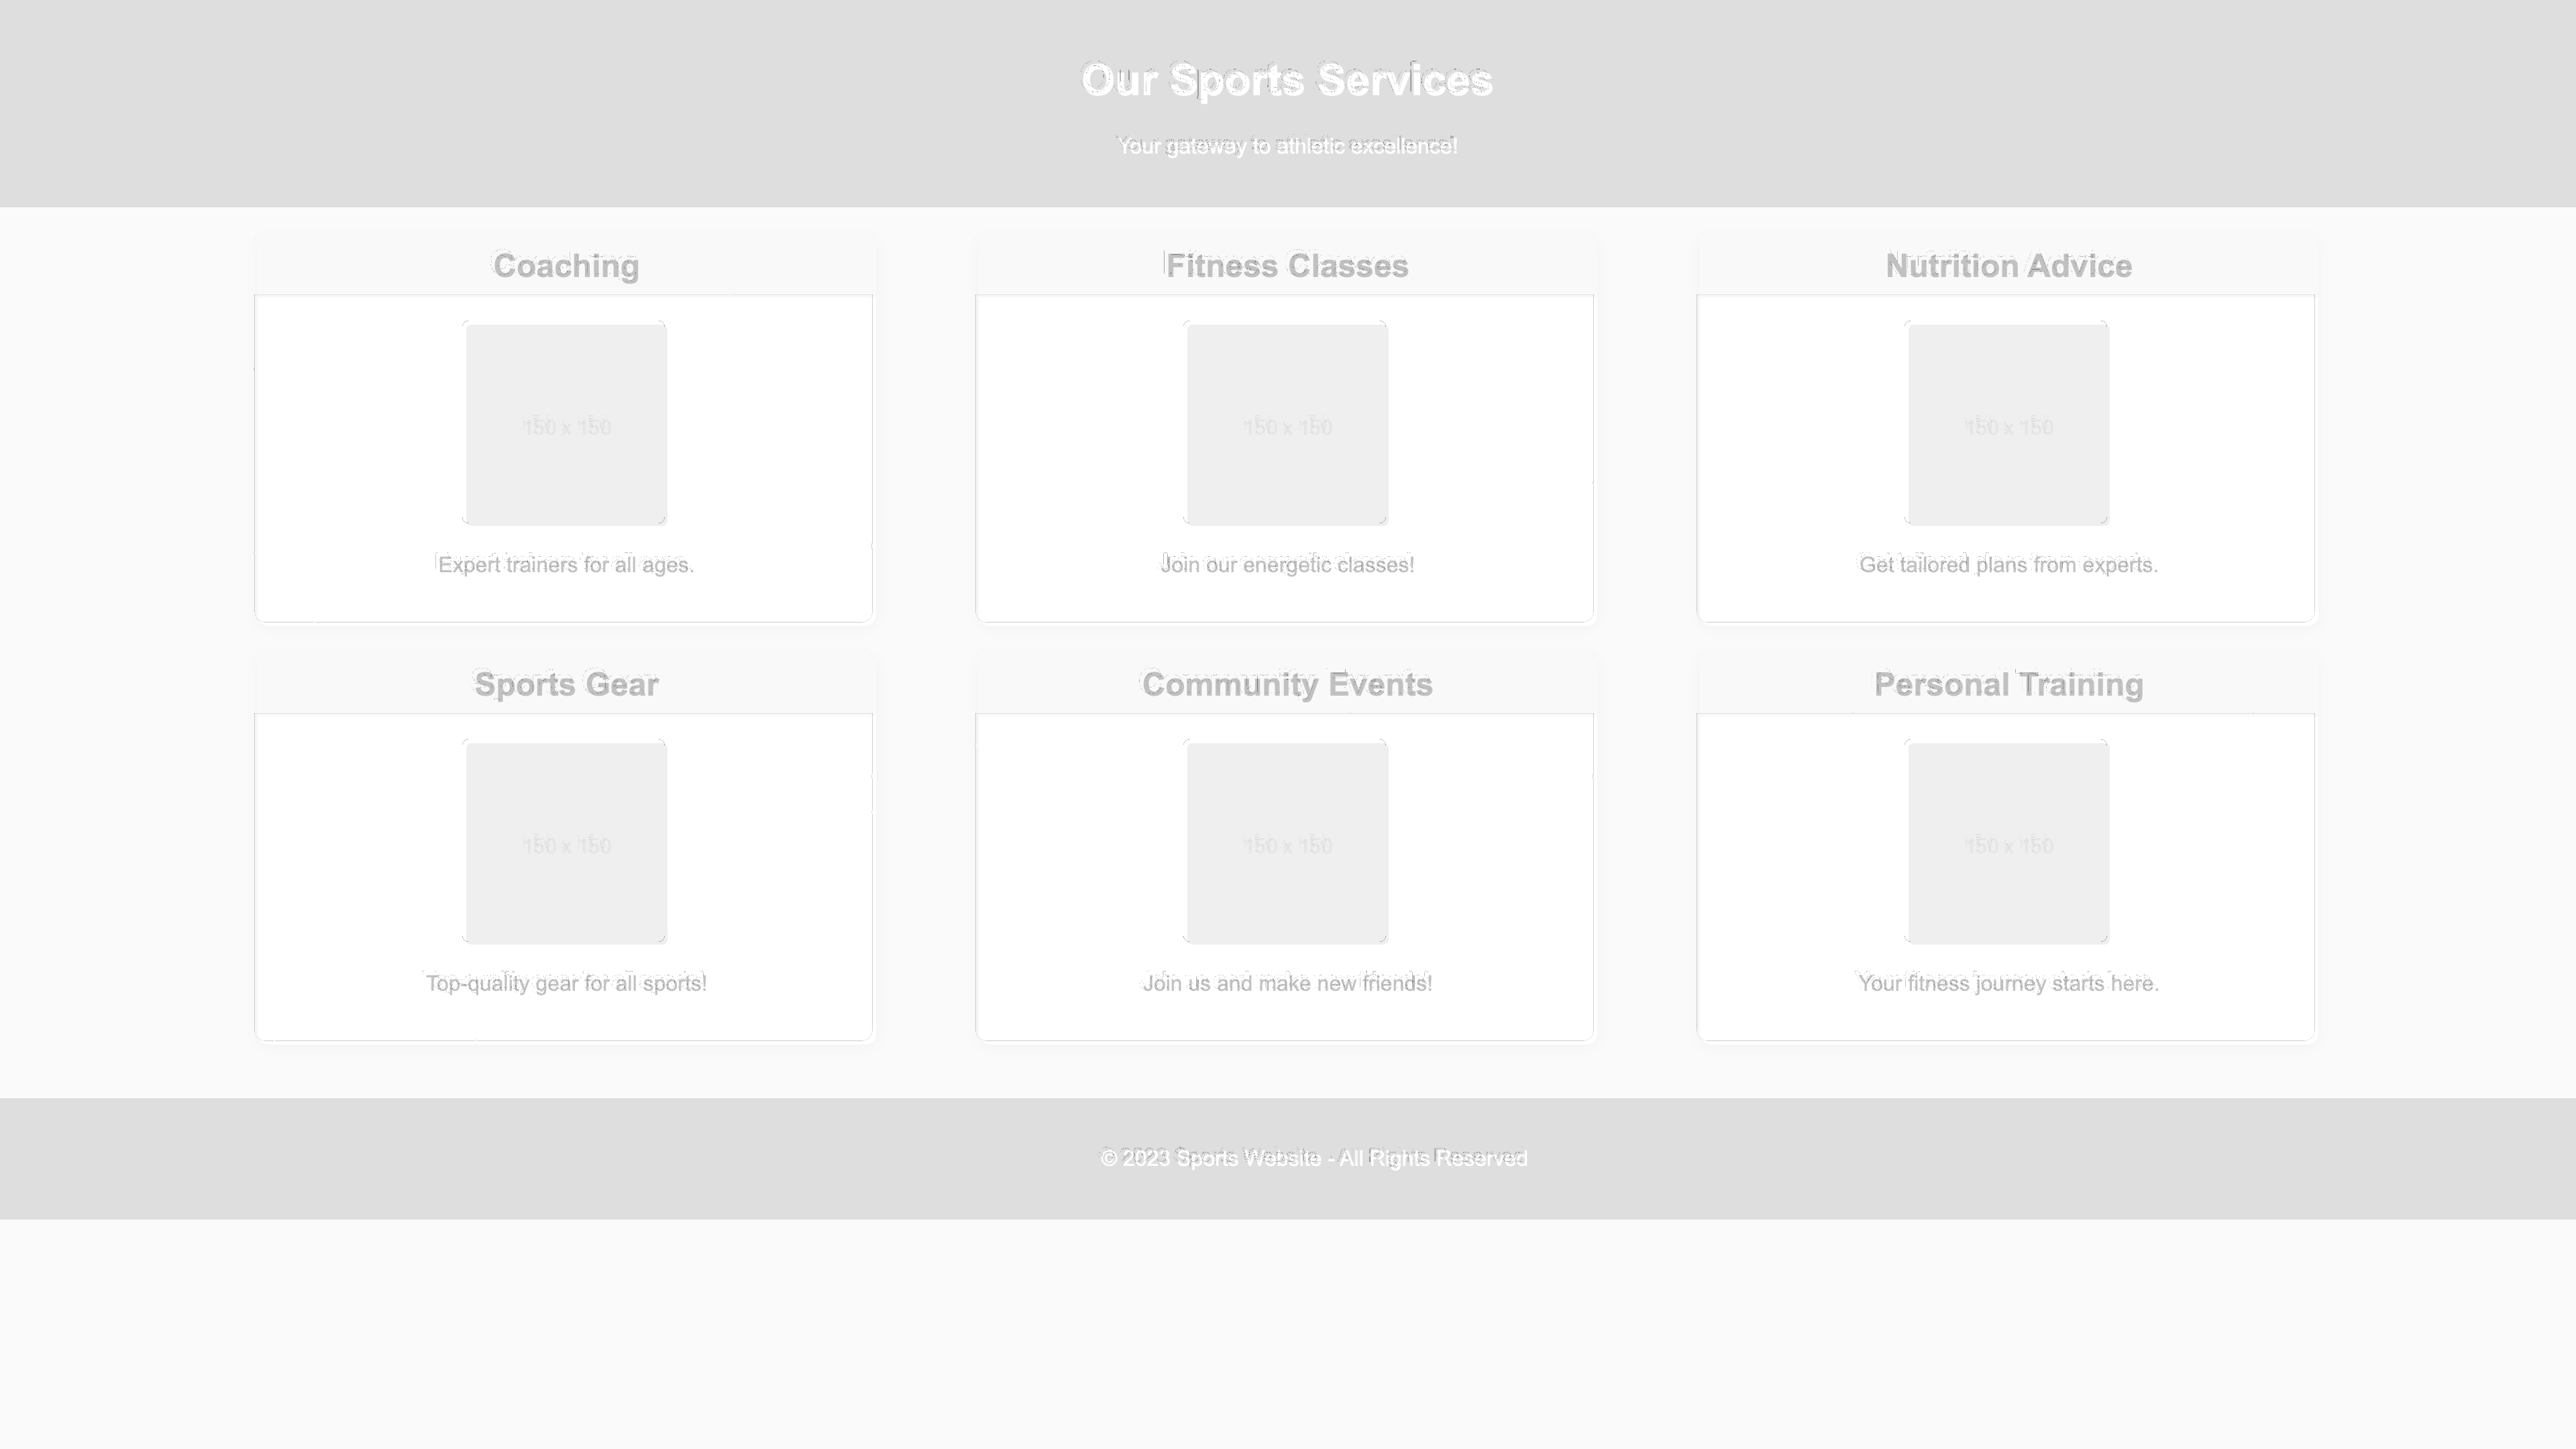 Our Sports Services
Your gateway to athletic excellence!
Coaching
150 x 150
Expert trainers for all ages.
Fitness Classes
150 x 150
Join our energetic classes!
Nutrition Advice
150 x 150
Get tailored plans from experts.
Sports Gear
150 x 150
Top-quality gear for all sports!
Community Events
150 x 150
Join us and make new friends!
Personal Training
150 x 150
Your fitness journey starts here.
© 2023 Sports Website - All Rights Reserved